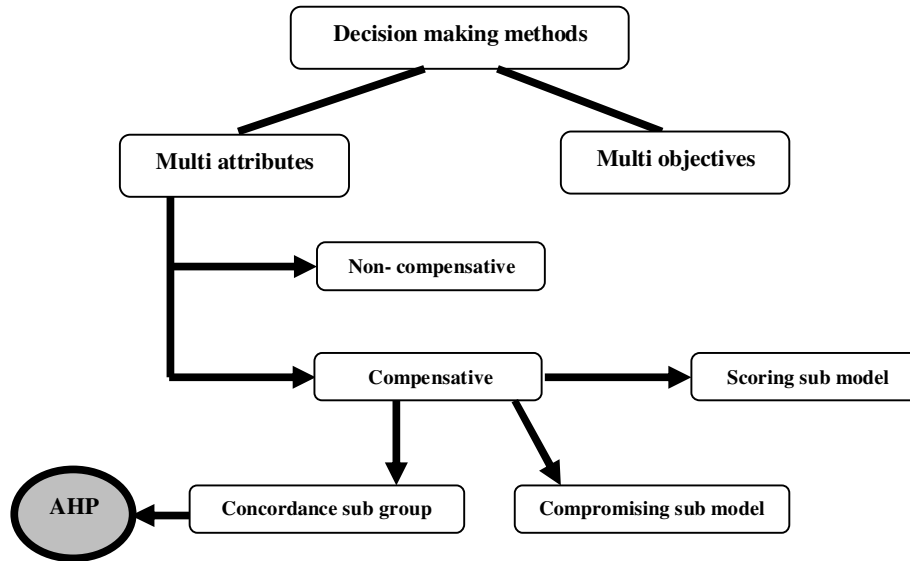 Decision making methods
Multi attributes
Multi objectives
Non- compensative
Compensative
Scoring sub model
AHP
Concordance sub group
Compromising sub model